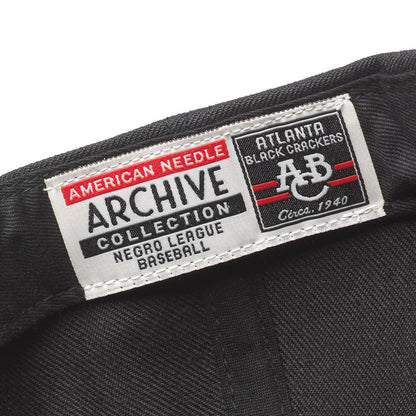 AMERICAN NEEDLE
ARCHIVE
COLLECTION
NEGRO LEAGUE
BASEBALL
ATLANTA
BLACK CRACKERS
ABC
Circa. 1940